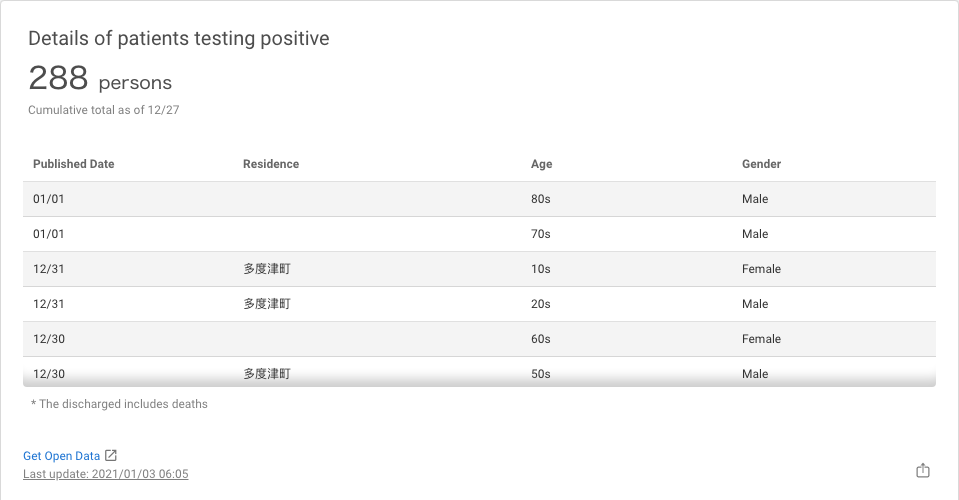 Details of patients testing positive
288 persons
Cumulative total as of 12/27
Published Date Residence Age Gender
01/01 80s Male
01/01 70s Male
12/31 多度津町 10s Female
12/31 多度津町 20s Male
12/30 60s Female
12/30 多度津町 50s Male
* The discharged includes deaths
Get Open Data
Last update: 2021/01/03 06:05